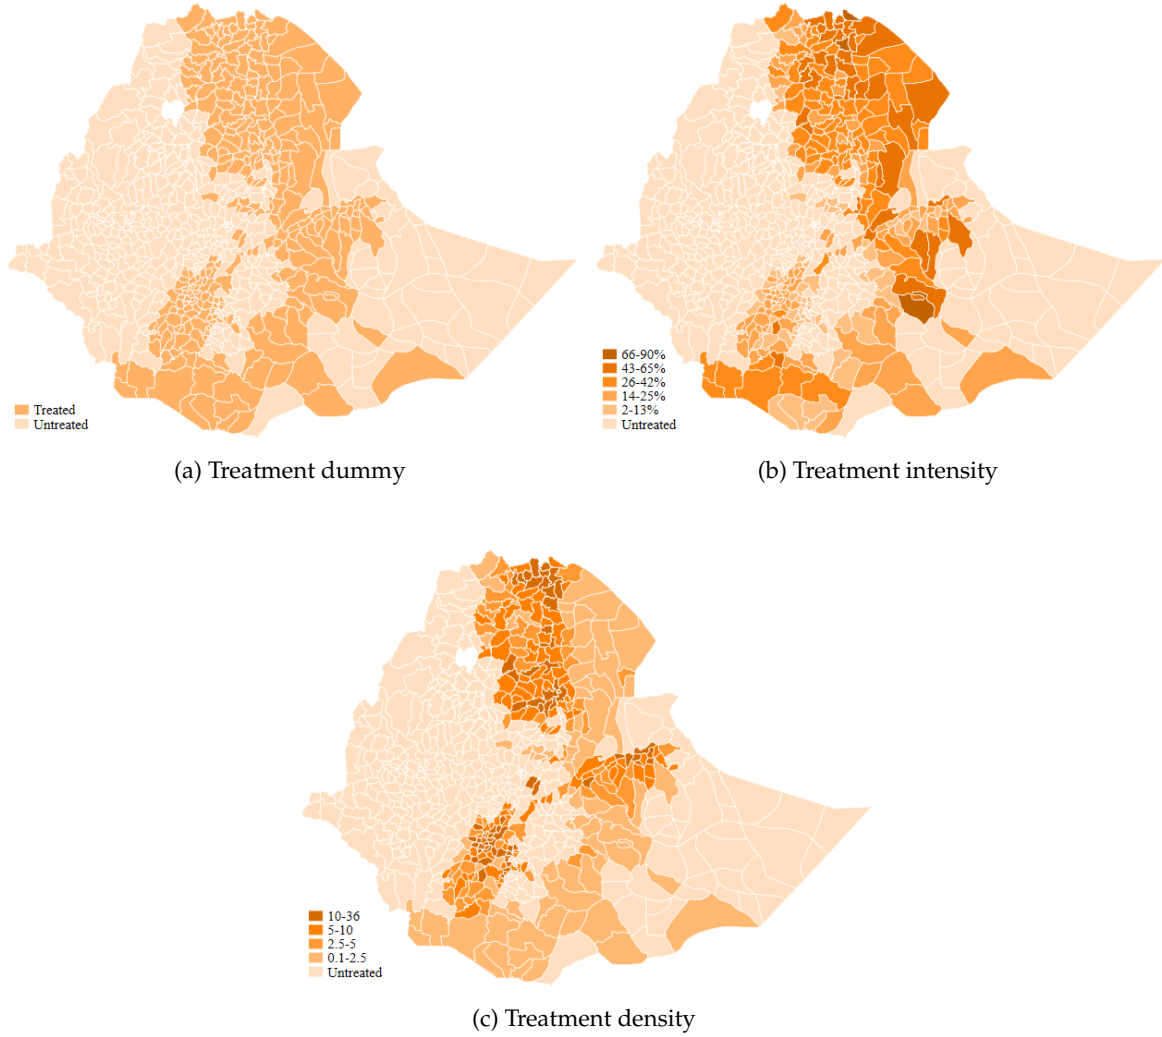 Treated
Untreated
(a) Treatment dummy
66-90%
43-65%
26-42%
14-25%
2-13%
Untreated
(b) Treatment intensity
10-36
5-10
2.5-5
0.1-2.5
Untreated
(c) Treatment density